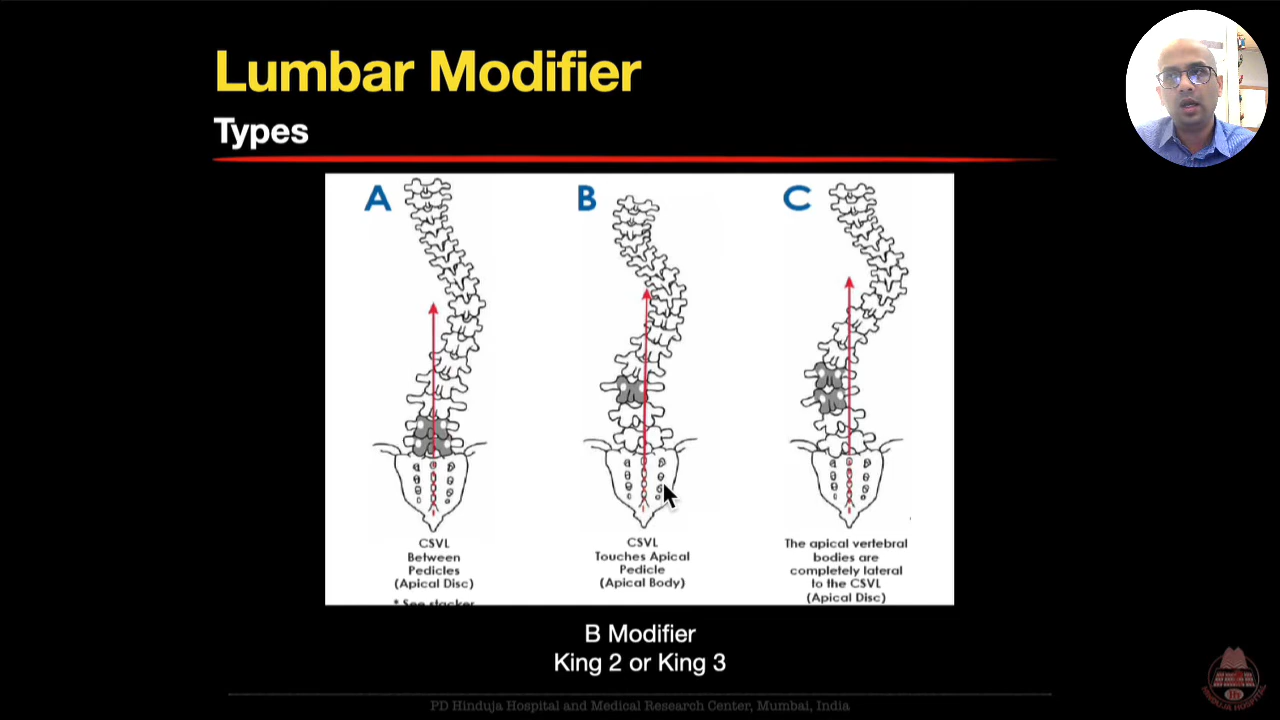 Lumbar Modifier
Types
A
B
C
CSVL
Between
Pedicles
(Apical Disc)
* See
CSVL
Touches Apical
Pedicle
(Apical Body)
The apical vertebral
bodies are
completely lateral
to the CSVL
(Apical Disc)
B Modifier
King 2 or King 3
PD Hinduja Hospital and Medical Research Center, Mumbai, India